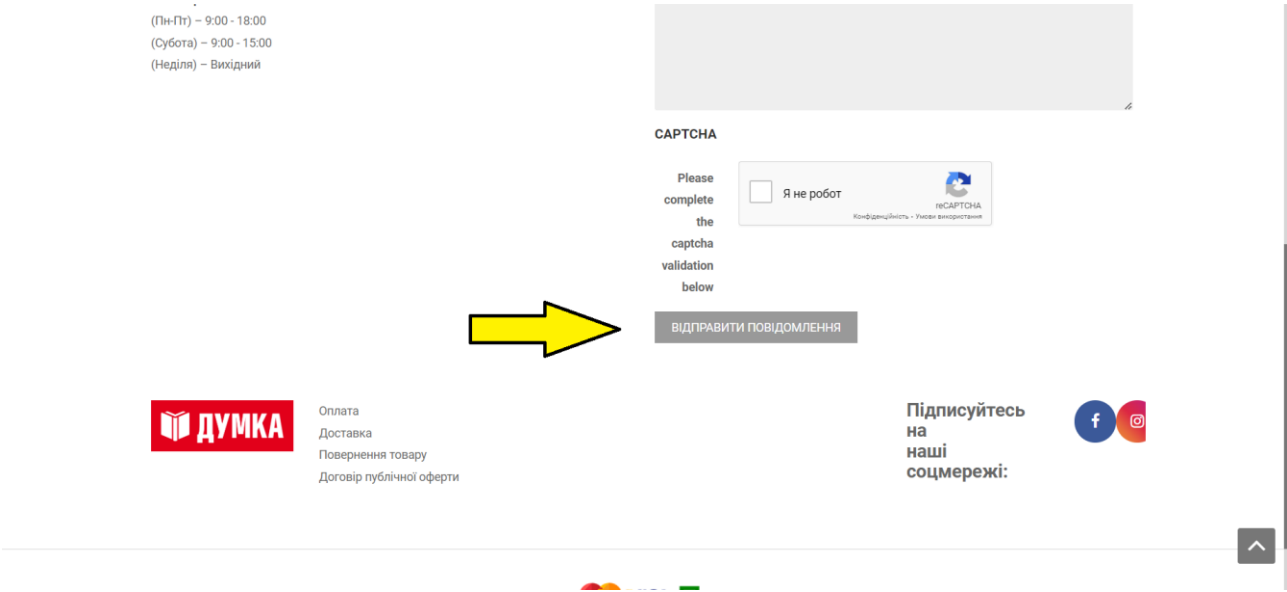 (Пн-Пт) – 9:00 - 18:00
(Субота) – 9:00 - 15:00
(Неділя) – Вихідний
CAPTCHA
Please
complete
the
captcha
validation
below
Я не робот
reCAPTCHA
Конфіденційність - Умови використання
ВІДПРАВИТИ ПОВІДОМЛЕННЯ
ДУМКА
Оплата
Доставка
Повернення товару
Договір публічної оферти
Підписуйтесь
на
наші
соцмережі: